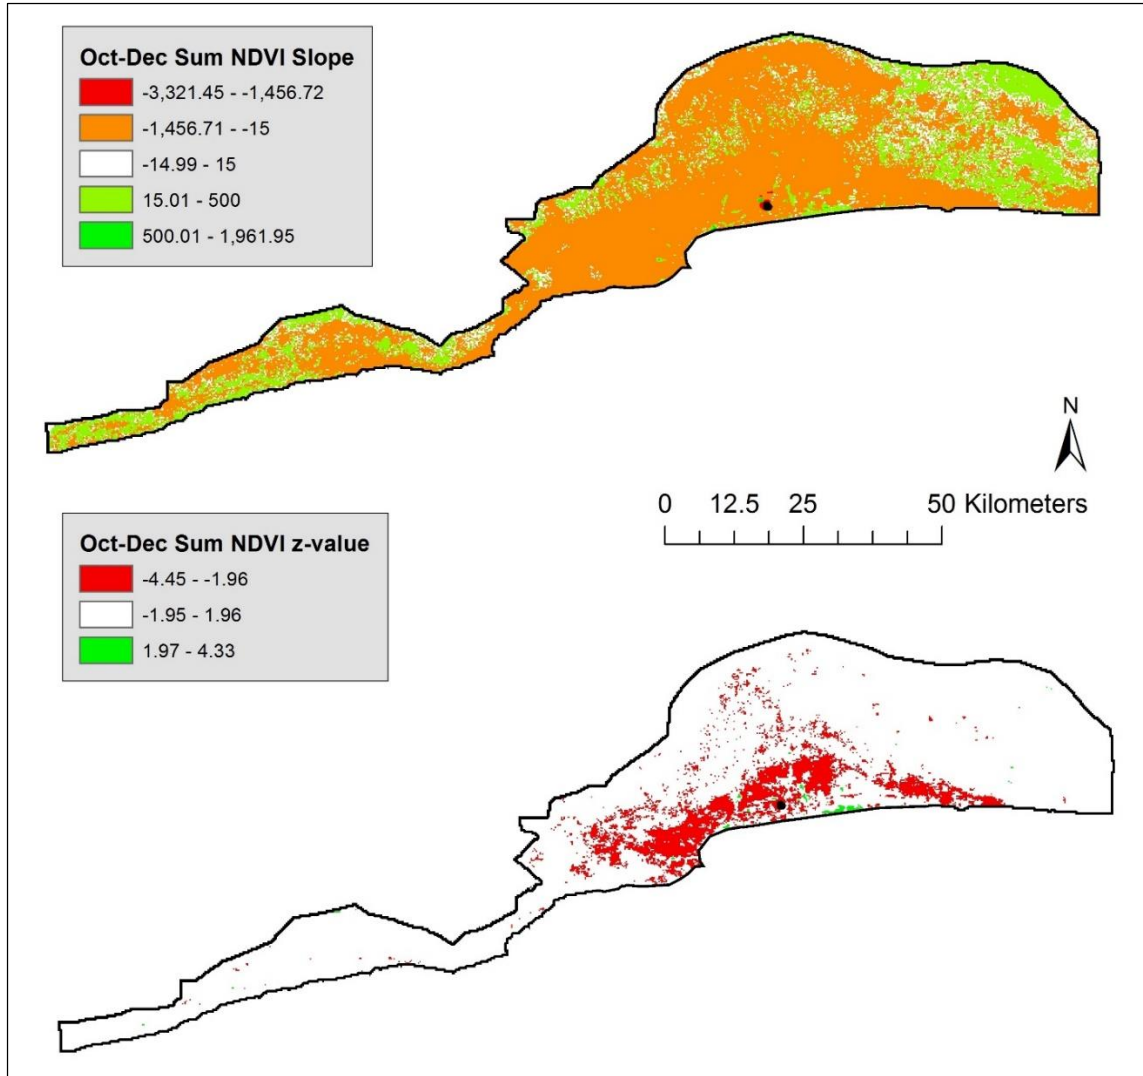 Oct-Dec Sum NDVI Slope
-3,321.45 - -1,456.72
-1,456.71 - -15
-14.99 - 15
15.01 - 500
500.01 - 1,961.95
N
0 12.5 25 50 Kilometers
Oct-Dec Sum NDVI z-value
-4.45 - -1.96
-1.95 - 1.96
1.97 - 4.33